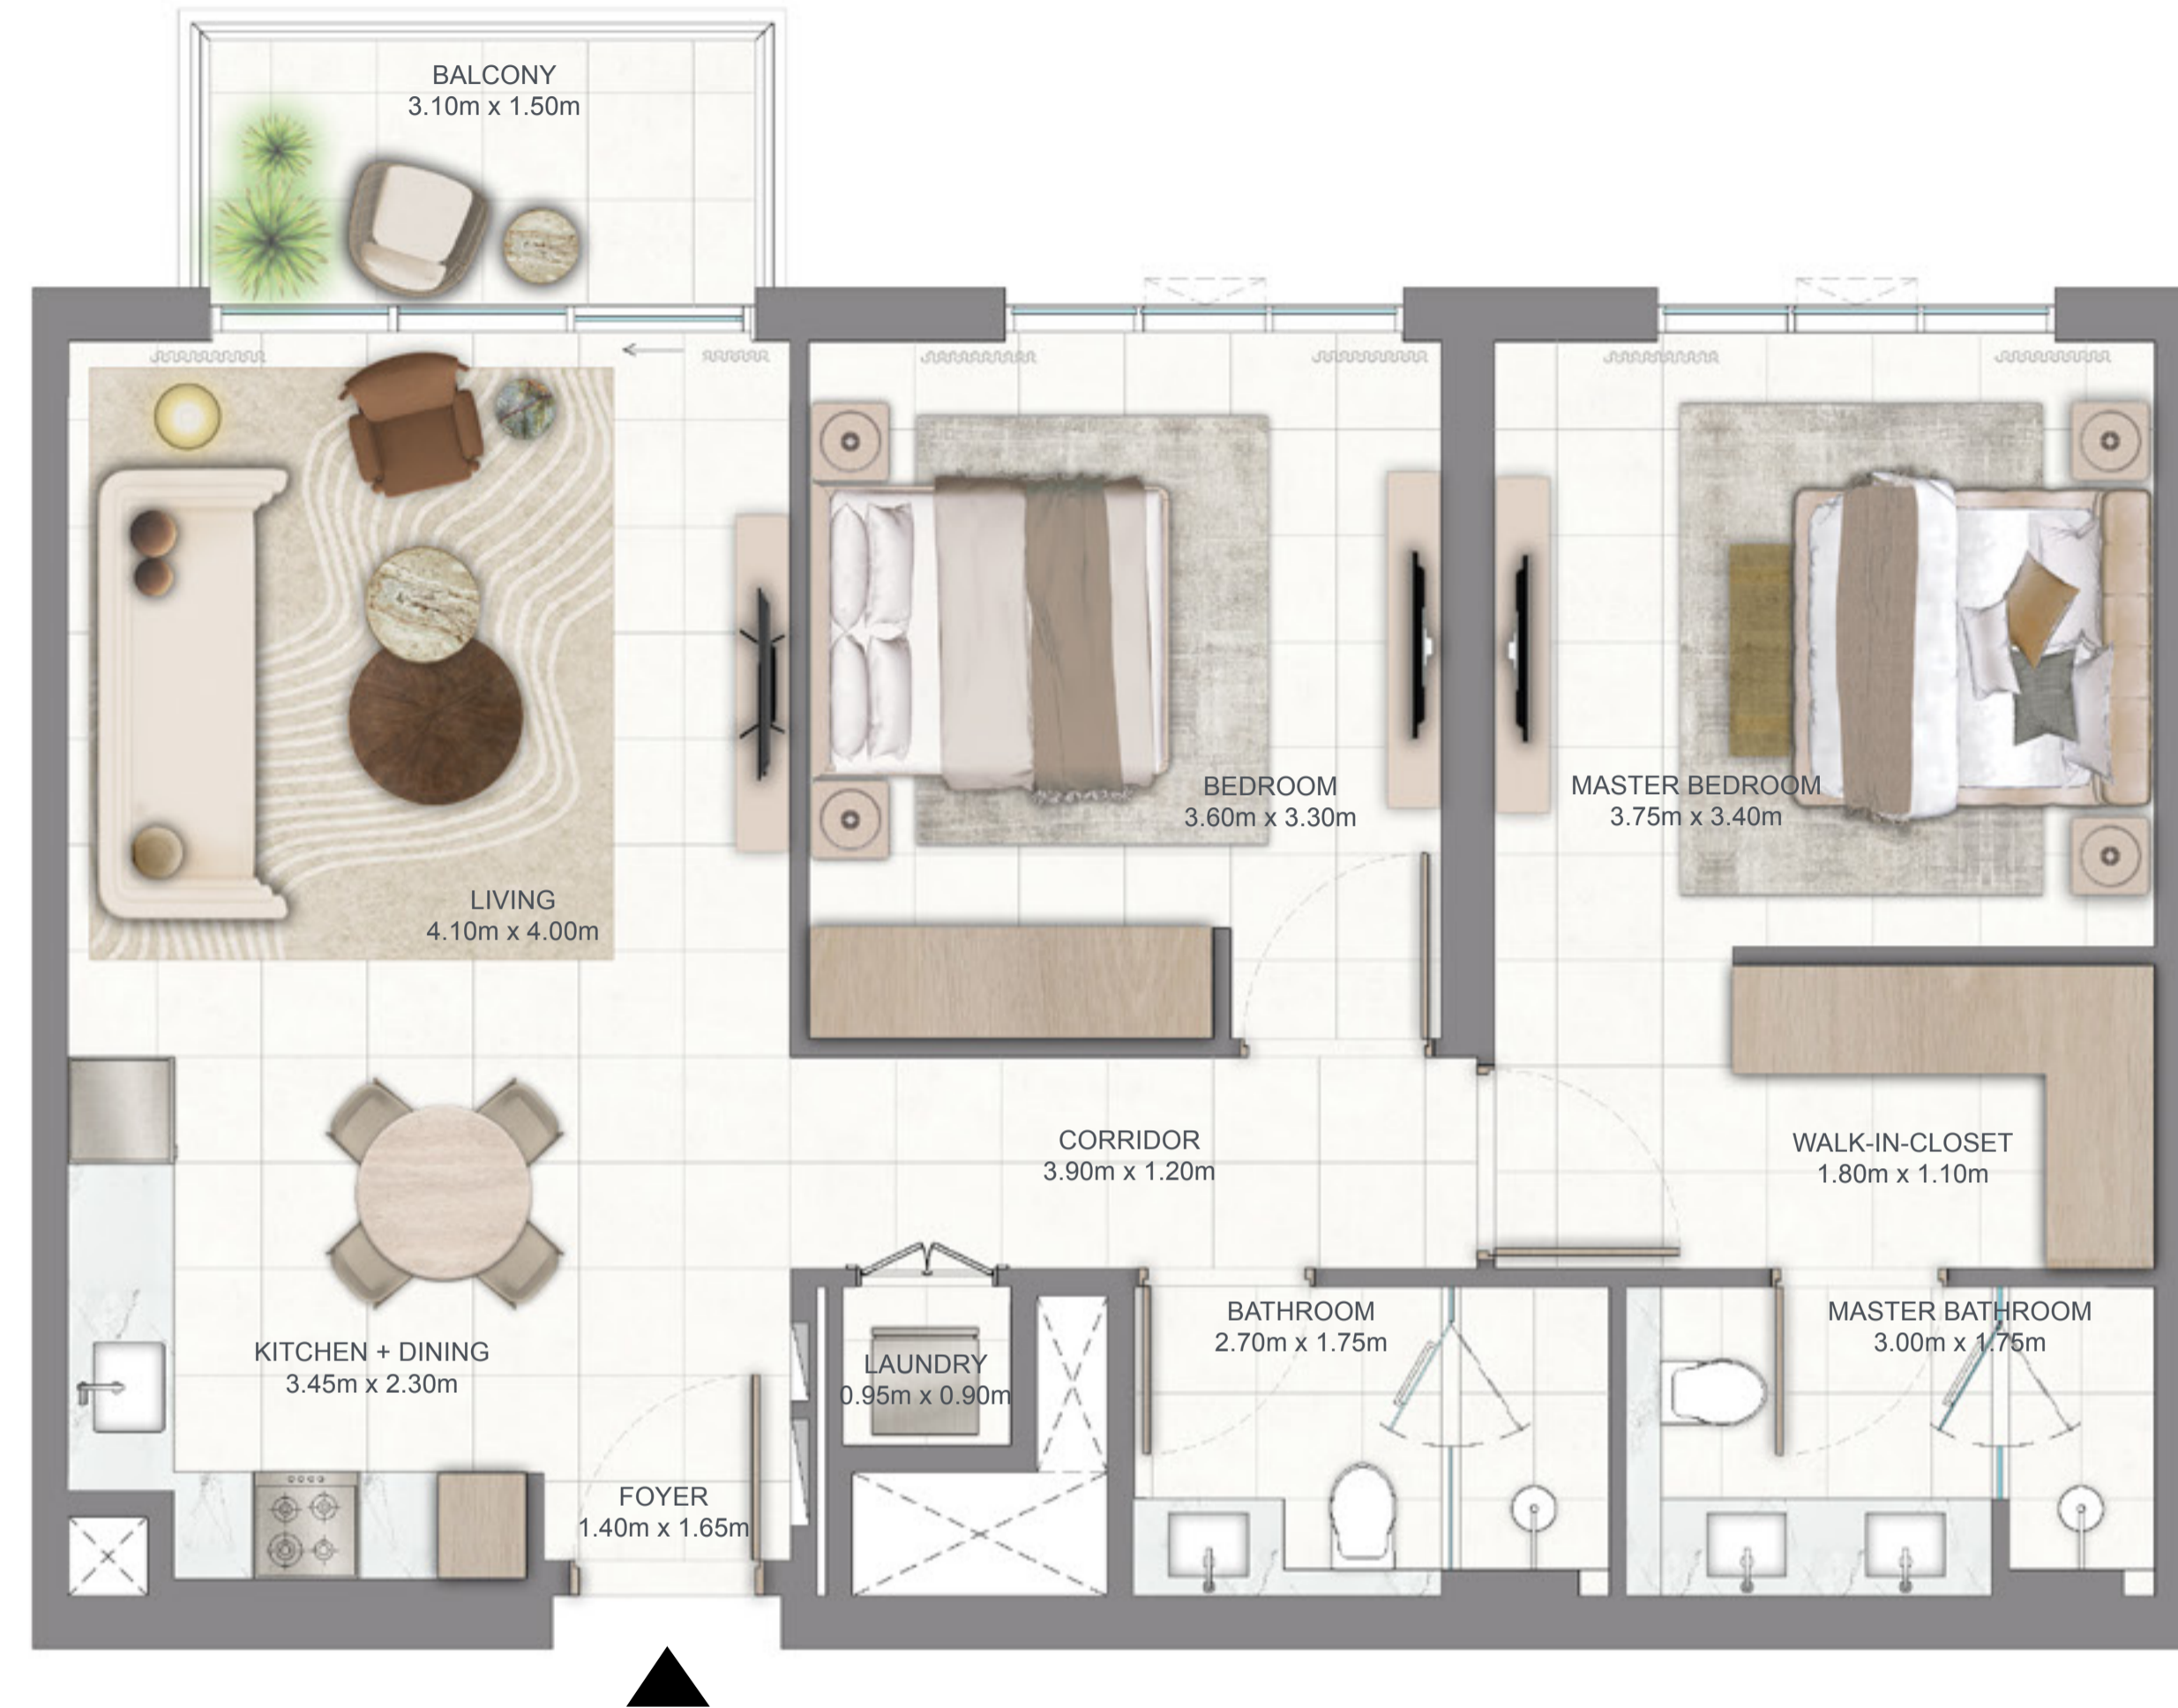 BALCONY
3.10m x 1.50m
BEDROOM
3.60m x 3.30m
MASTER BEDROOM
3.75m x 3.40m
LIVING
4.10m x 4.00m
CORRIDOR
3.90m x 1.20m
WALK-IN-CLOSET
1.80m x 1.10m
BATHROOM
2.70m x 1.75m
MASTER BATHROOM
3.00m x 1.75m
KITCHEN + DINING
3.45m x 2.30m
LAUNDRY
0.95m x 0.90m
FOYER
1.40m x 1.65m